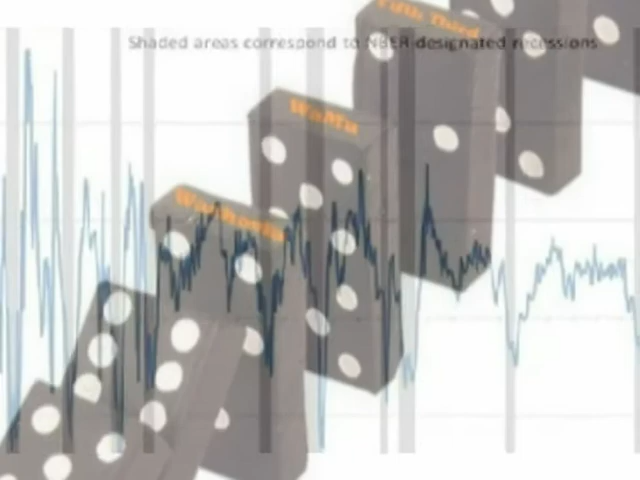 Fifth Third
Shaded areas correspond to NBER-designated recessions
WaMu
Wachovia